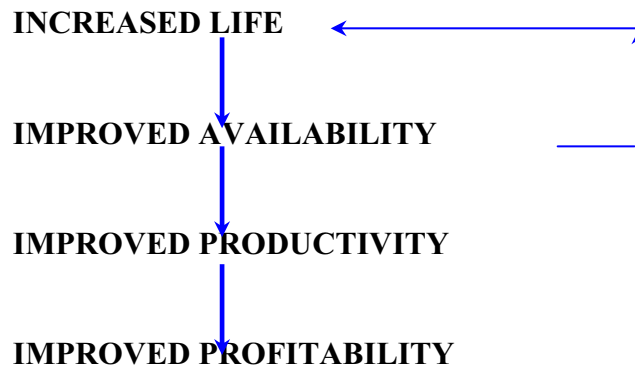 INCREASED LIFE
IMPROVED AVAILABILITY
IMPROVED PRODUCTIVITY
IMPROVED PROFITABILITY